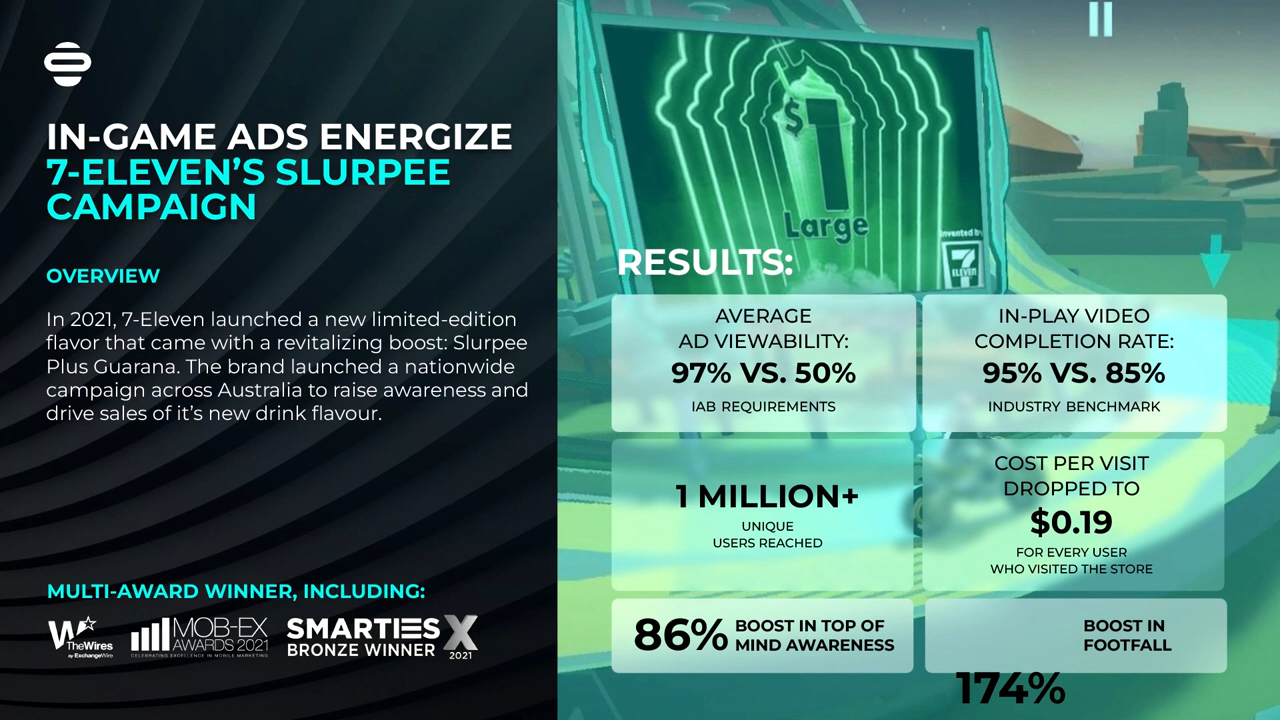 IN-GAME ADS ENERGIZE
7-ELEVEN'S SLURPEE
CAMPAIGN
OVERVIEW
In 2021, 7-Eleven launched a new limited-edition
flavor that came with a revitalizing boost: Slurpee
Plus Guarana. The brand launched a nationwide
campaign across Australia to raise awareness and
drive sales of it's new drink flavour.
MULTI-AWARD WINNER, INCLUDING:
W
TheWires
by ExchangeWire
MOB-EX
AWARDS 2021
CELEBRATING EXCELLENCE IN MOBILE MARKETING
SMARTIES X
BRONZE WINNER
2021
$1
Large
Invented by
7
ELEVEN
RESULTS:
AVERAGE
AD VIEWABILITY:
97% VS. 50%
IAB REQUIREMENTS
IN-PLAY VIDEO
COMPLETION RATE:
95% VS. 85%
INDUSTRY BENCHMARK
1 MILLION+
UNIQUE
USERS REACHED
COST PER VISIT
DROPPED TO
$0.19
FOR EVERY USER
WHO VISITED THE STORE
86%
BOOST IN TOP OF
MIND AWARENESS
174%
BOOST IN
FOOTFALL